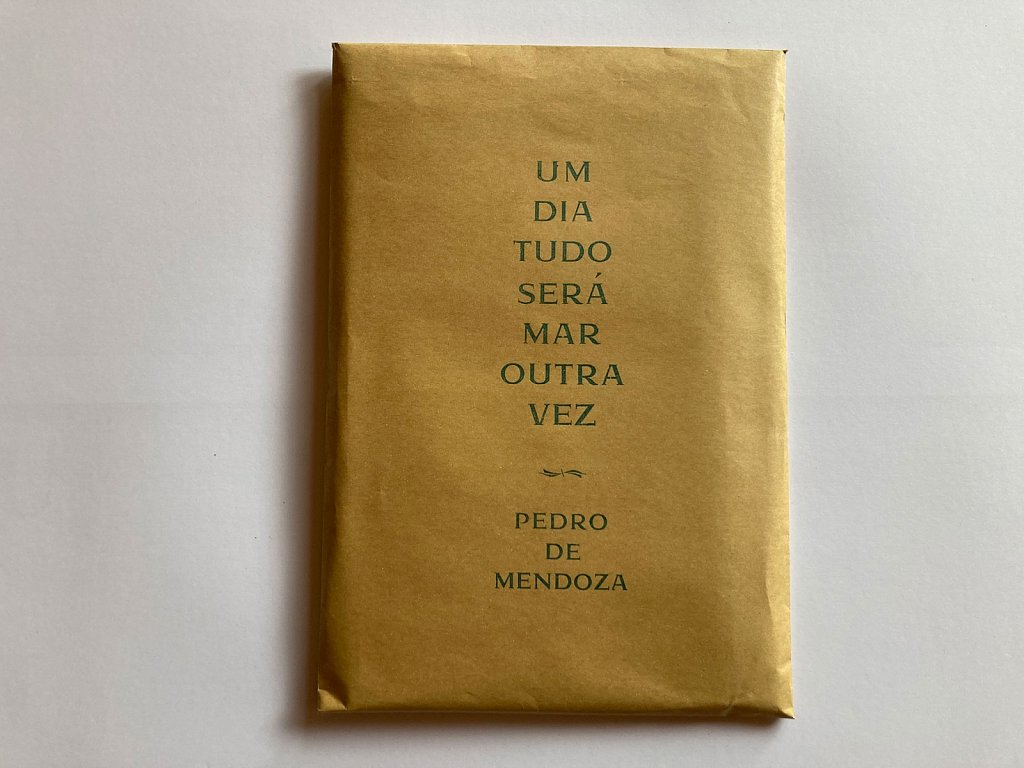 UM
DIA
TUDO
SERÁ
MAR
OUTRA
VEZ
PEDRO
DE
MENDOZA